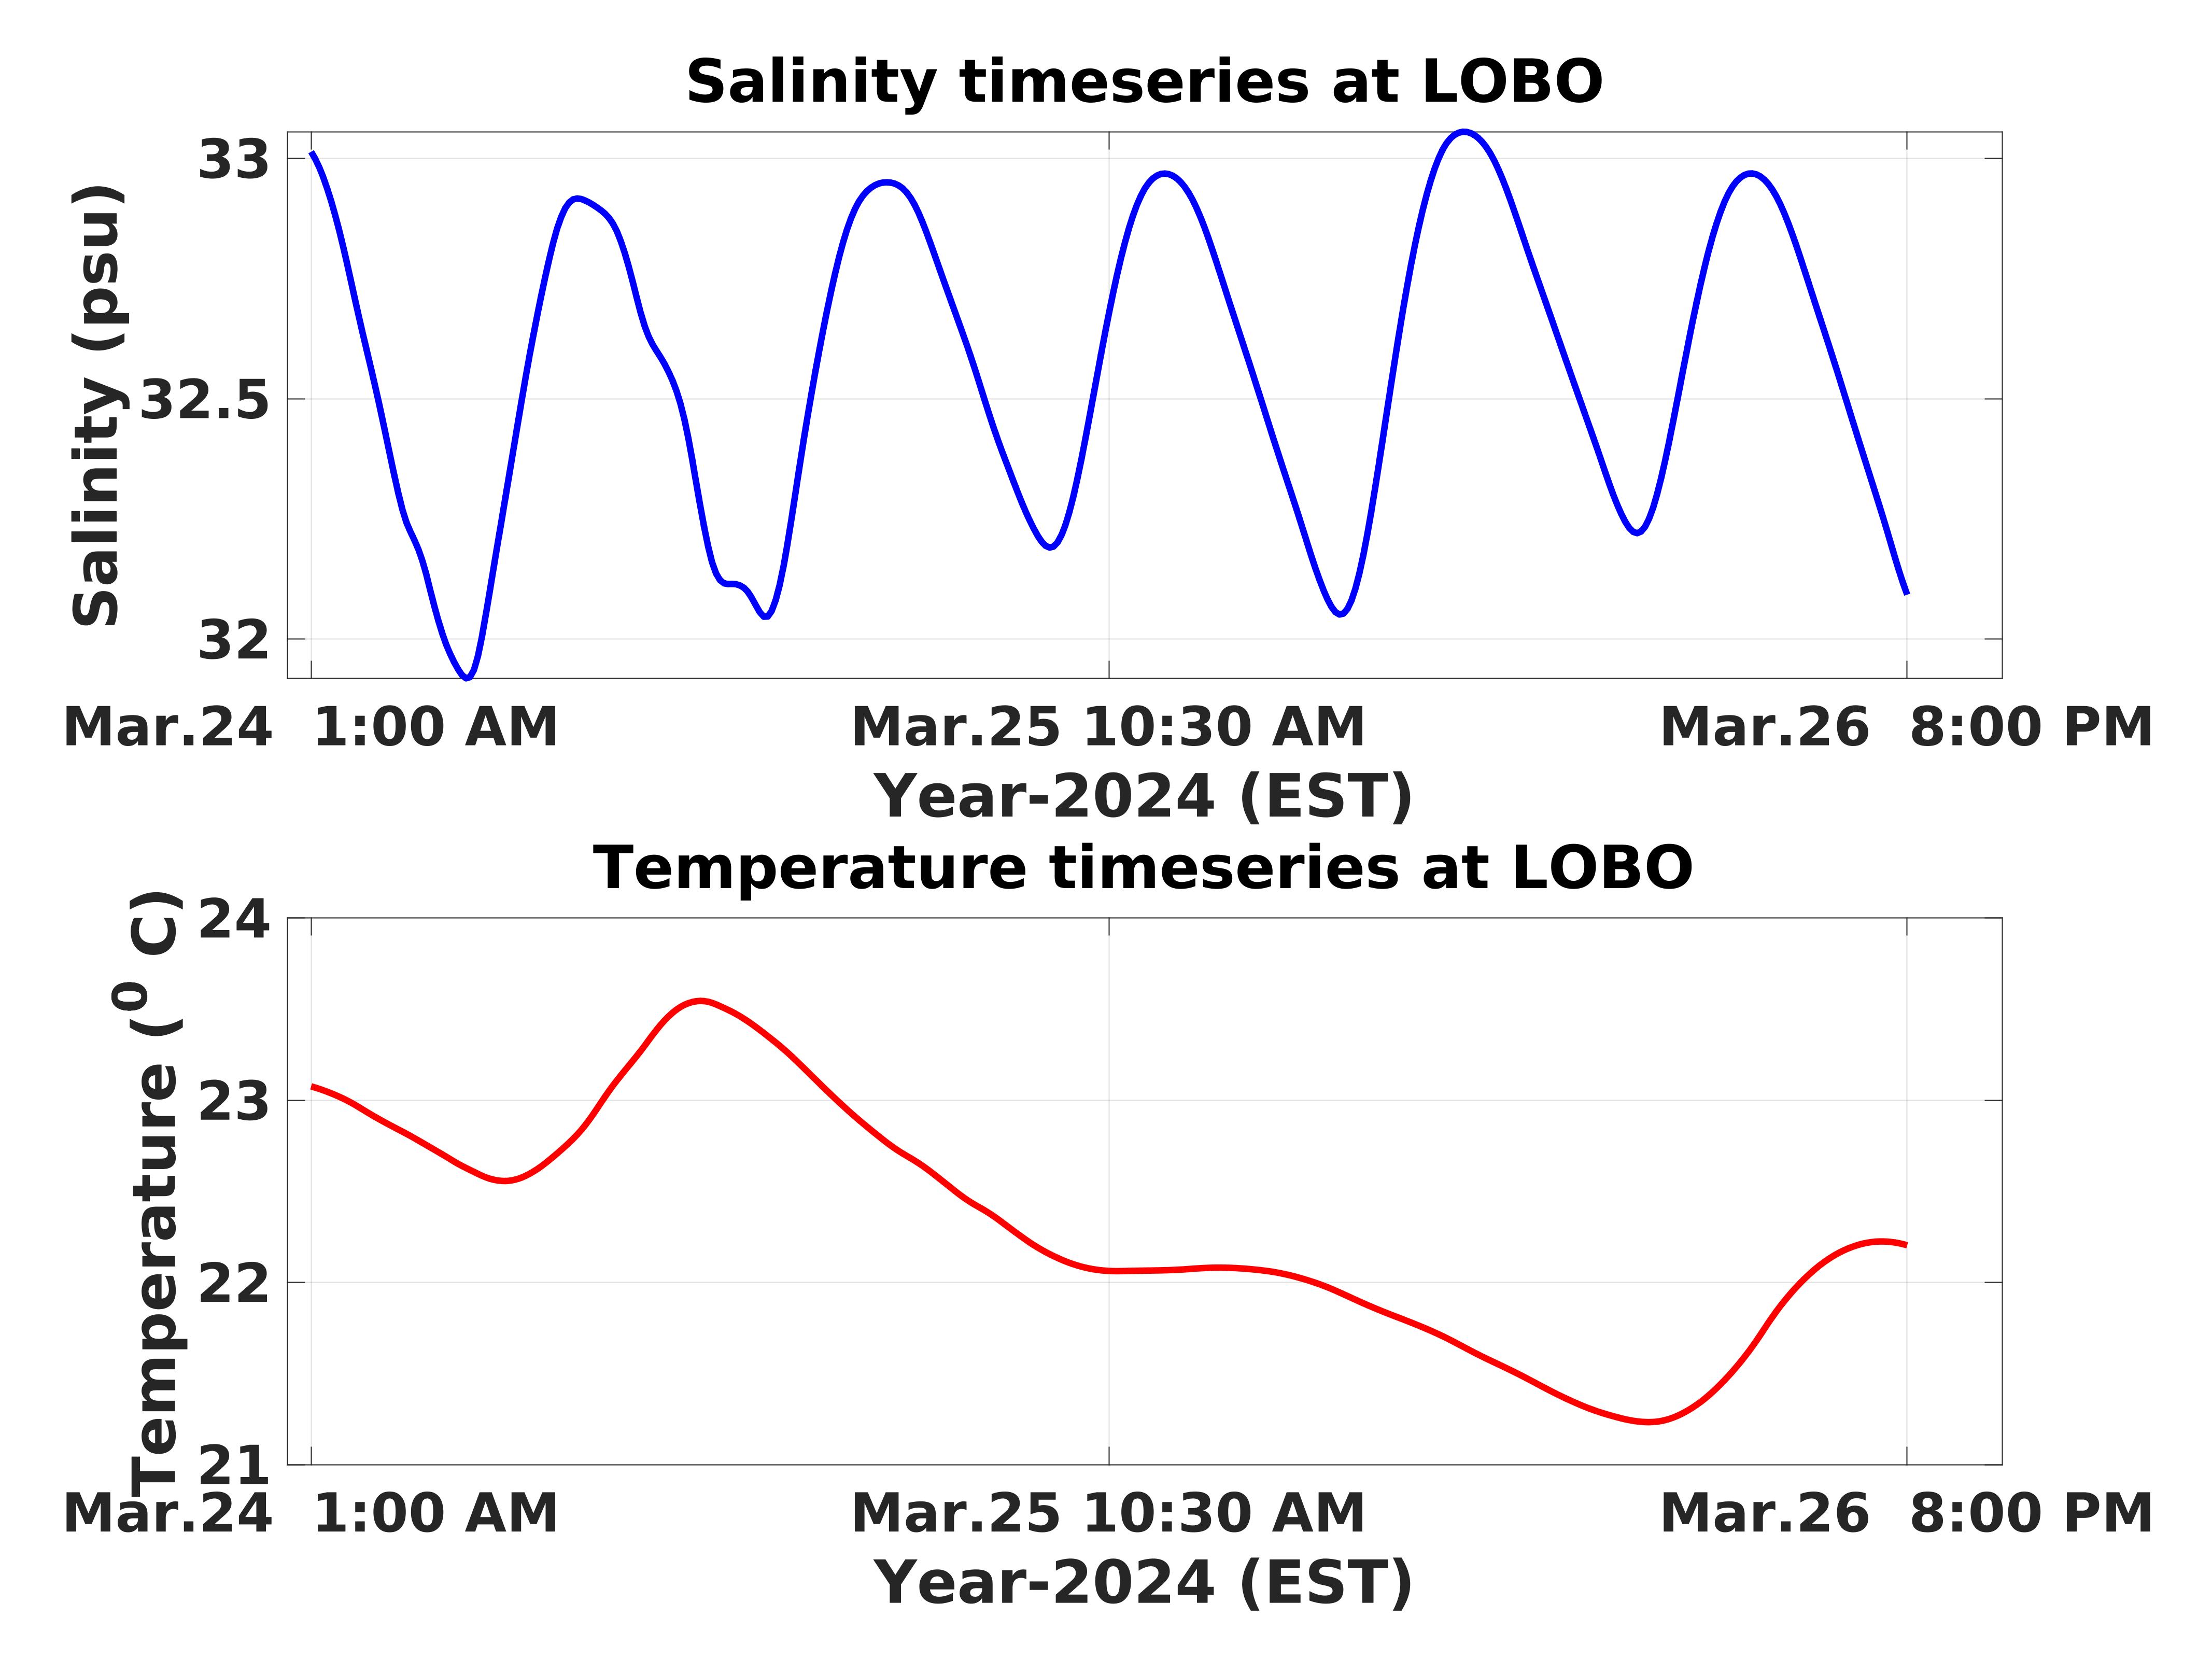 Salinity timeseries at LOBO
Salinity (psu)
33
32.5
32
Mar.24  1:00 AM
Mar.25 10:30 AM
Mar.26  8:00 PM
Year-2024 (EST)
Temperature timeseries at LOBO
Temperature (⁰ C)
24
23
22
21
Mar.24  1:00 AM
Mar.25 10:30 AM
Mar.26  8:00 PM
Year-2024 (EST)